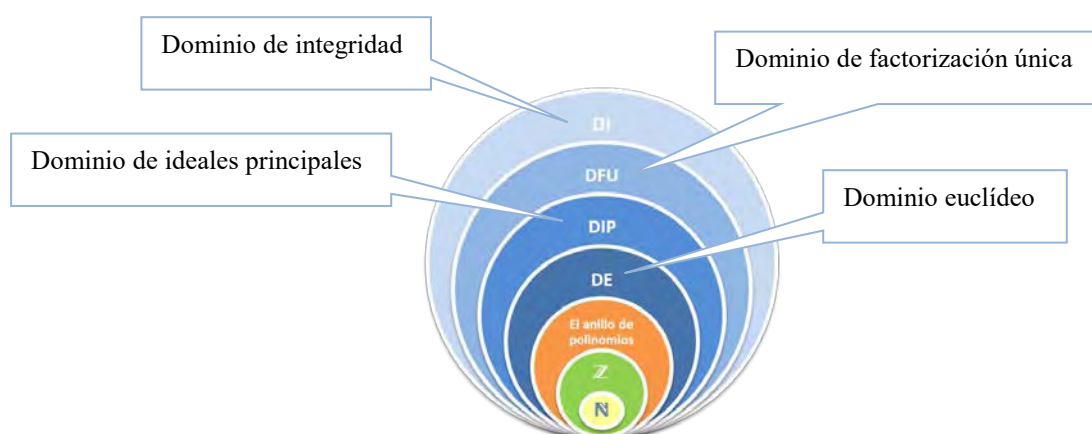 Dominio de integridad
Dominio de factorización única
Dominio de ideales principales
Dominio euclídeo
DI
DFU
DIP
DE
El anillo de
polinomios
ℤ
ℕ